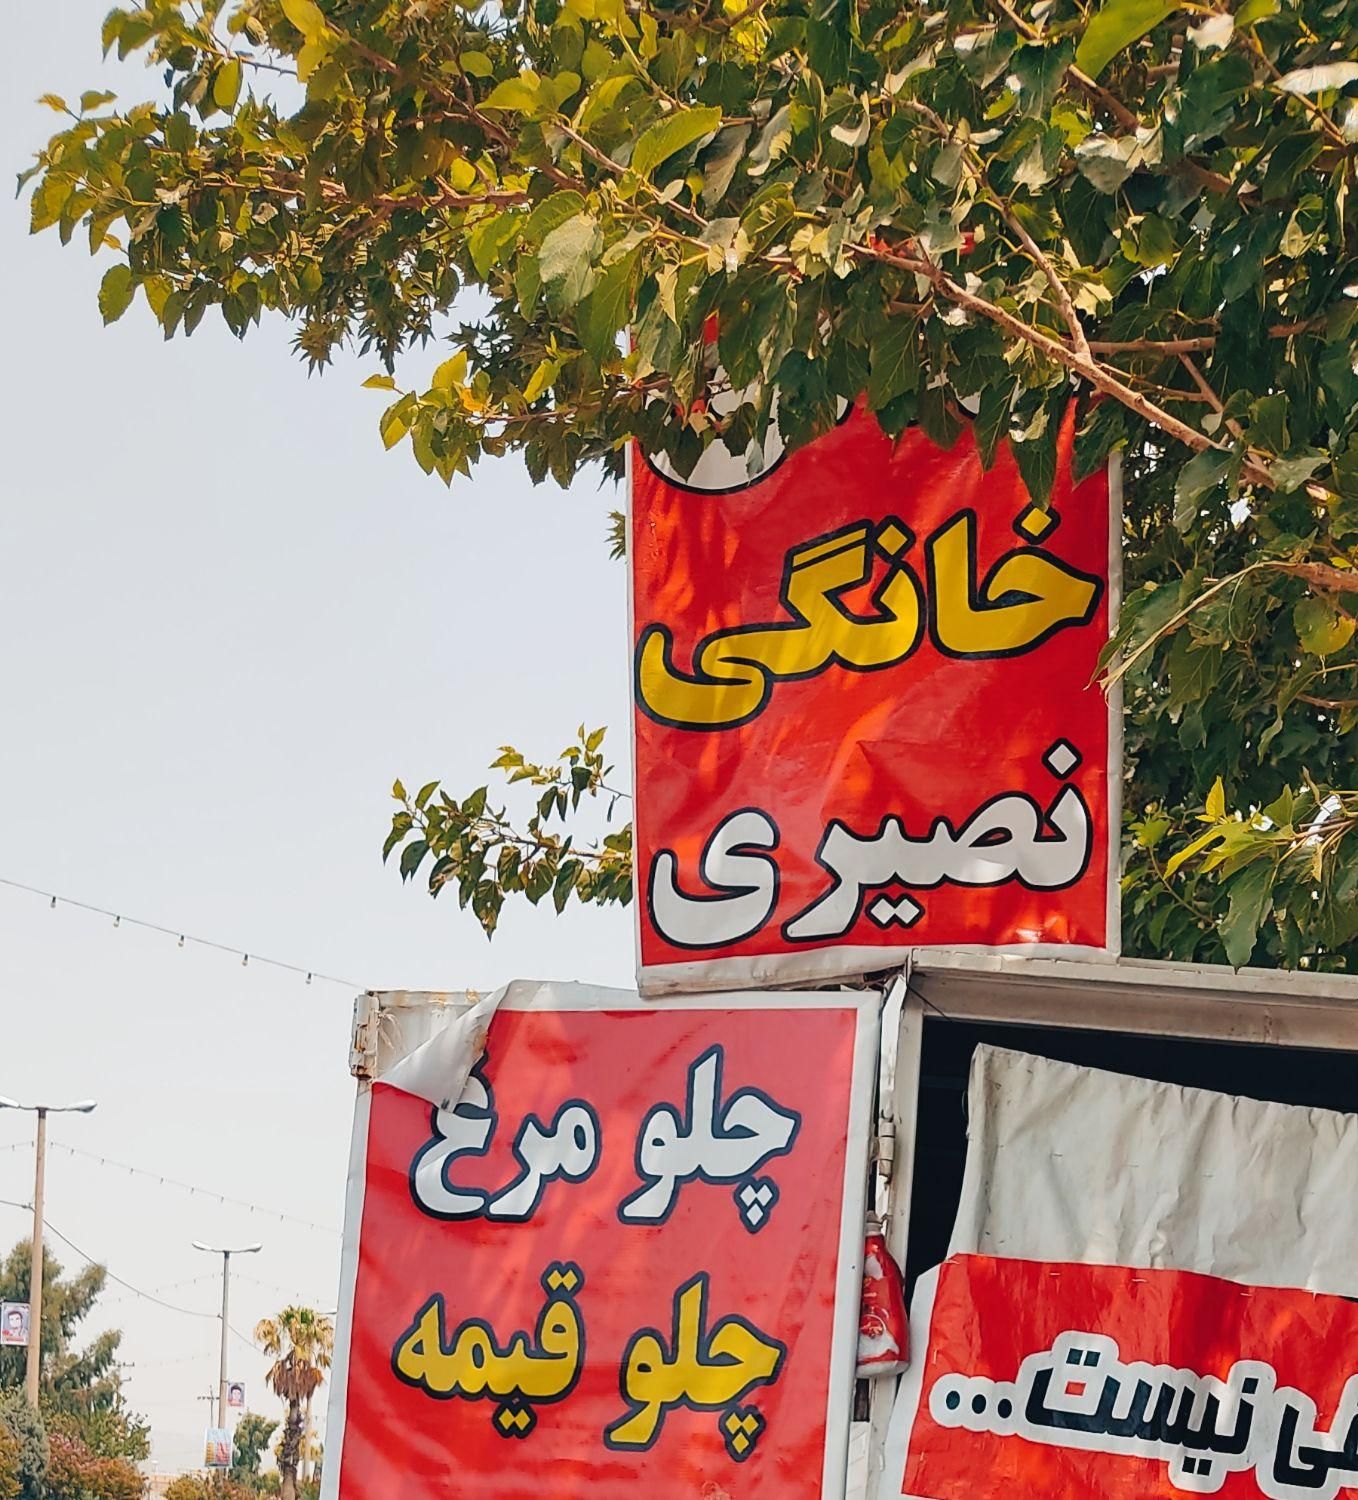 خانگی
نصیری
چلو مرغ
چلو قیمه
نیست...